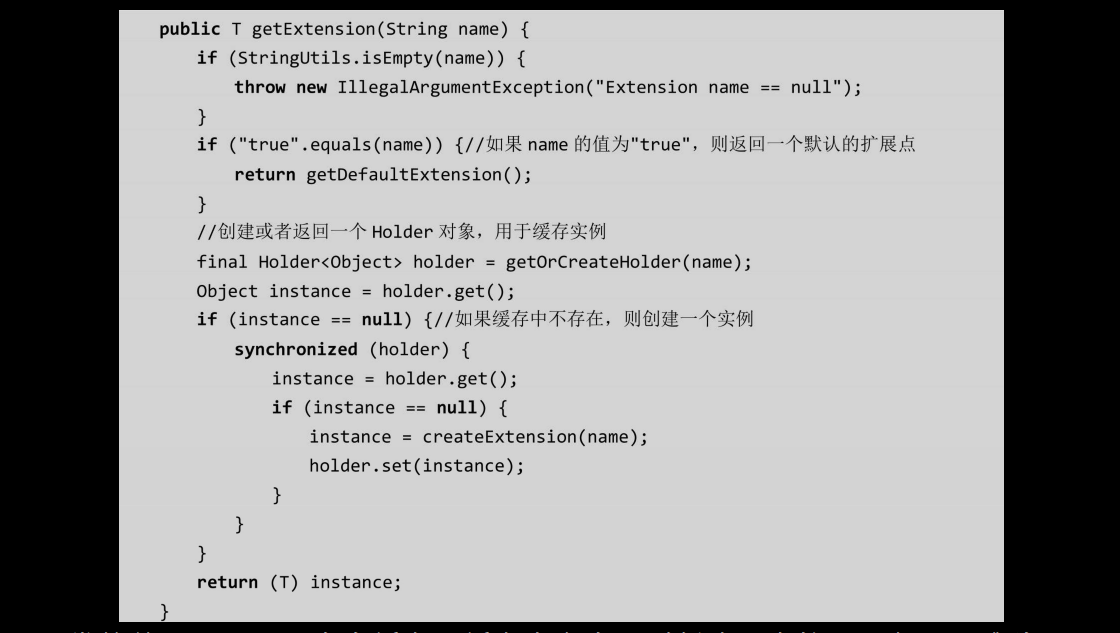 public T getExtension(String name) {
if (StringUtils.isEmpty(name)) {
throw new IllegalArgumentException("Extension name == null");
}
if ("true".equals(name)) {//如果 name 的值为"true"，则返回一个默认的扩展点
return getDefaultExtension();
}
//创建或者返回一个 Holder 对象，用于缓存实例
final Holder<Object> holder = getOrCreateHolder(name);
Object instance = holder.get();
if (instance == null) {//如果缓存中不存在，则创建一个实例
synchronized (holder) {
instance = holder.get();
if (instance == null) {
instance = createExtension(name);
holder.set(instance);
}
}
}
return (T) instance;
}